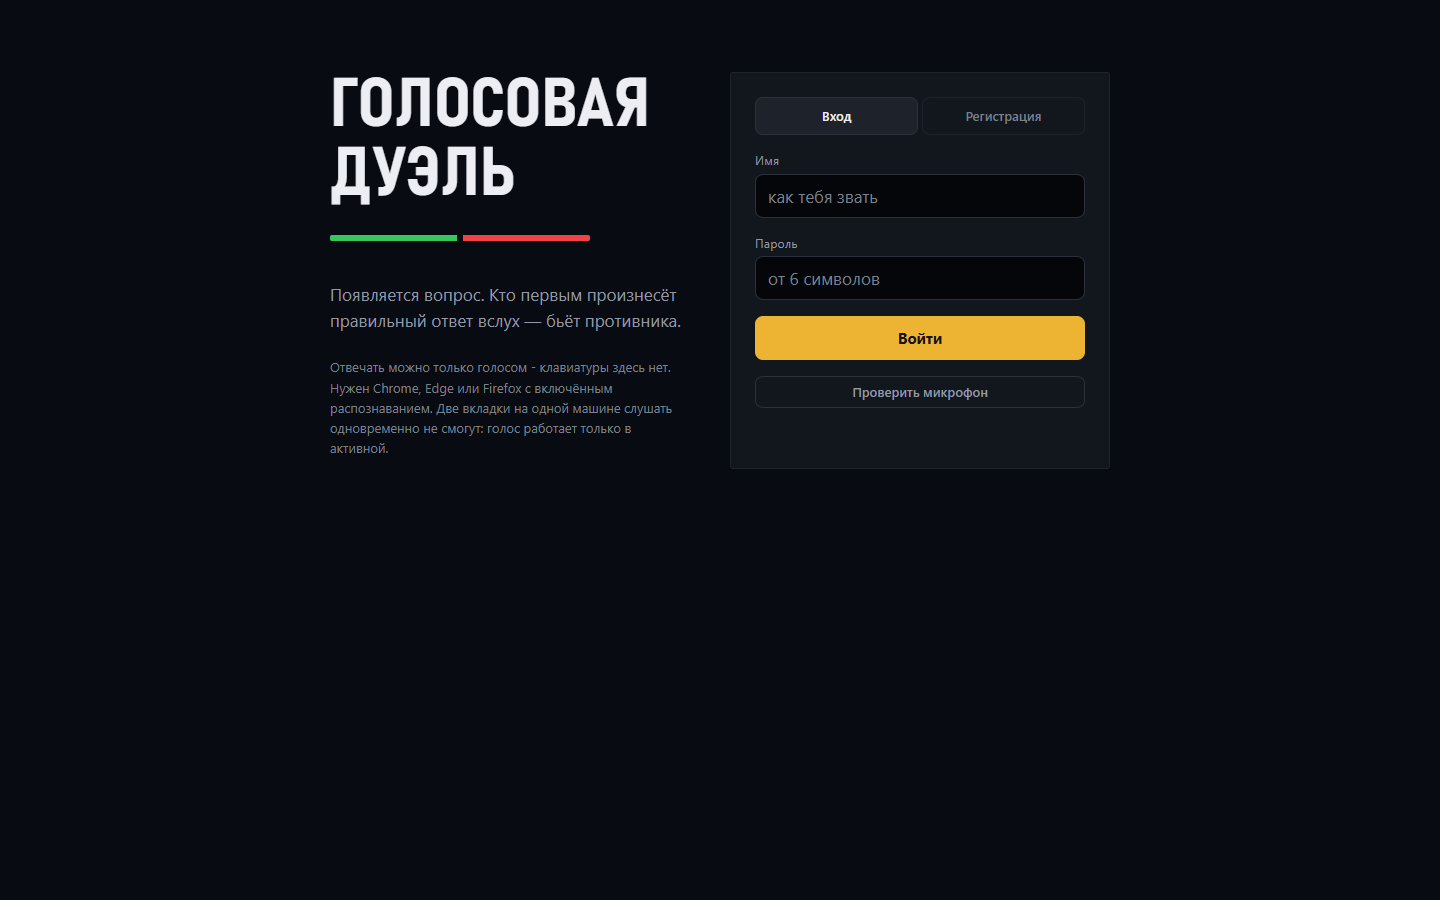 ГОЛОСОВАЯ
ДУЭЛЬ
Появляется вопрос. Кто первым произнесёт
правильный ответ вслух — бьёт противника.
Отвечать можно только голосом - клавиатуры здесь нет.
Нужен Chrome, Edge или Firefox с включённым
распознаванием. Две вкладки на одной машине слушать
одновременно не смогут: голос работает только в
активной.
Вход
Регистрация
Имя
как тебя звать
Пароль
от 6 символов
Войти
Проверить микрофон